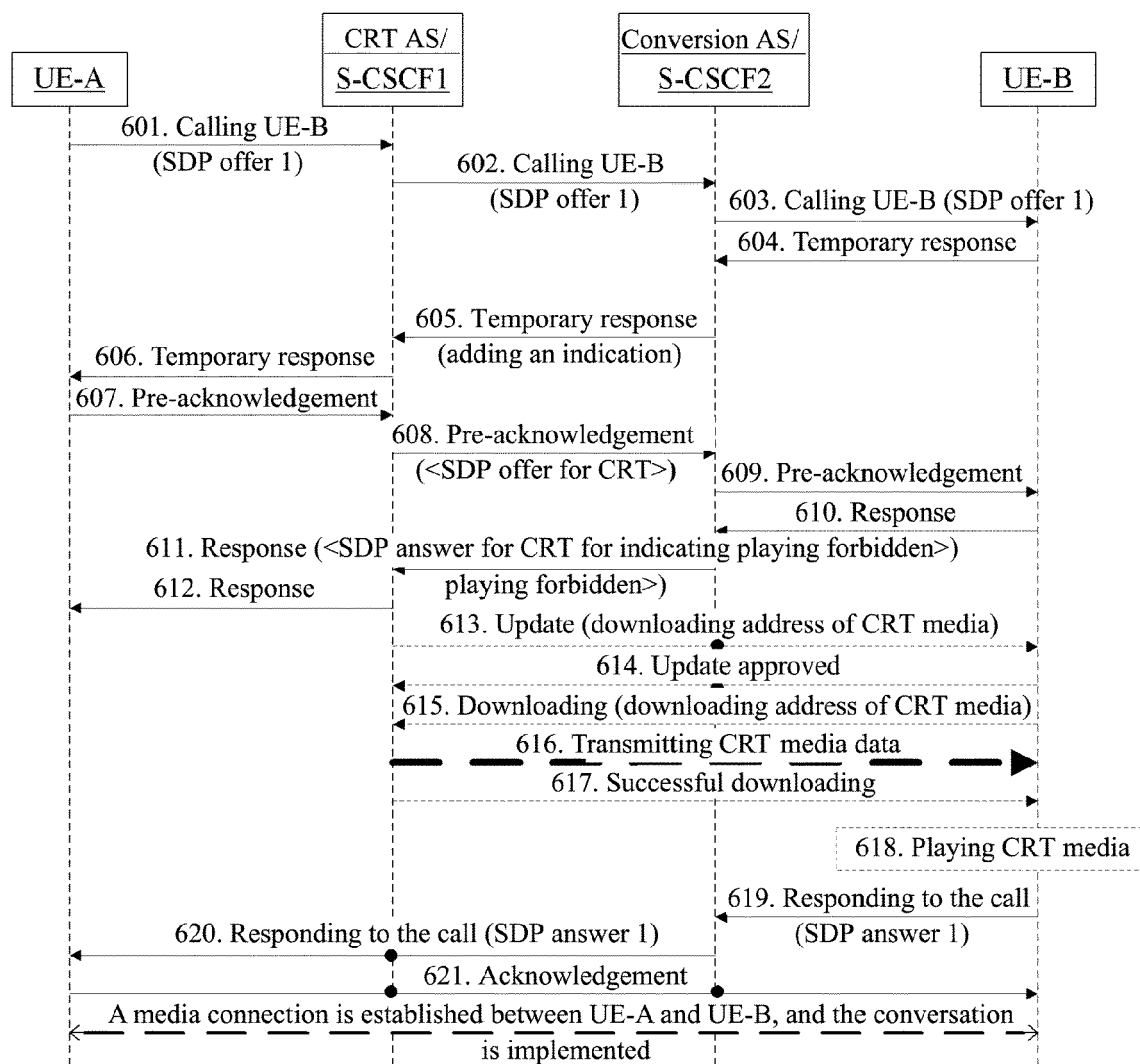 CRT AS/
S-CSCF1
Conversion AS/
S-CSCF2
UE-A
UE-B
601. Calling UE-B
(SDP offer 1)
602. Calling UE-B
(SDP offer 1)
603. Calling UE-B (SDP offer 1)
604. Temporary response
605. Temporary response
(adding an indication)
606. Temporary response
607. Pre-acknowledgement
608. Pre-acknowledgement
(<SDP offer for CRT>)
609. Pre-acknowledgement
610. Response
611. Response (<SDP answer for CRT for indicating playing forbidden>)
playing forbidden>)
612. Response
613. Update (downloading address of CRT media)
614. Update approved
615. Downloading (downloading address of CRT media)
616. Transmitting CRT media data
617. Successful downloading
618. Playing CRT media
619. Responding to the call
(SDP answer 1)
620. Responding to the call (SDP answer 1)
621. Acknowledgement
A media connection is established between UE-A and UE-B, and the conversation
is implemented